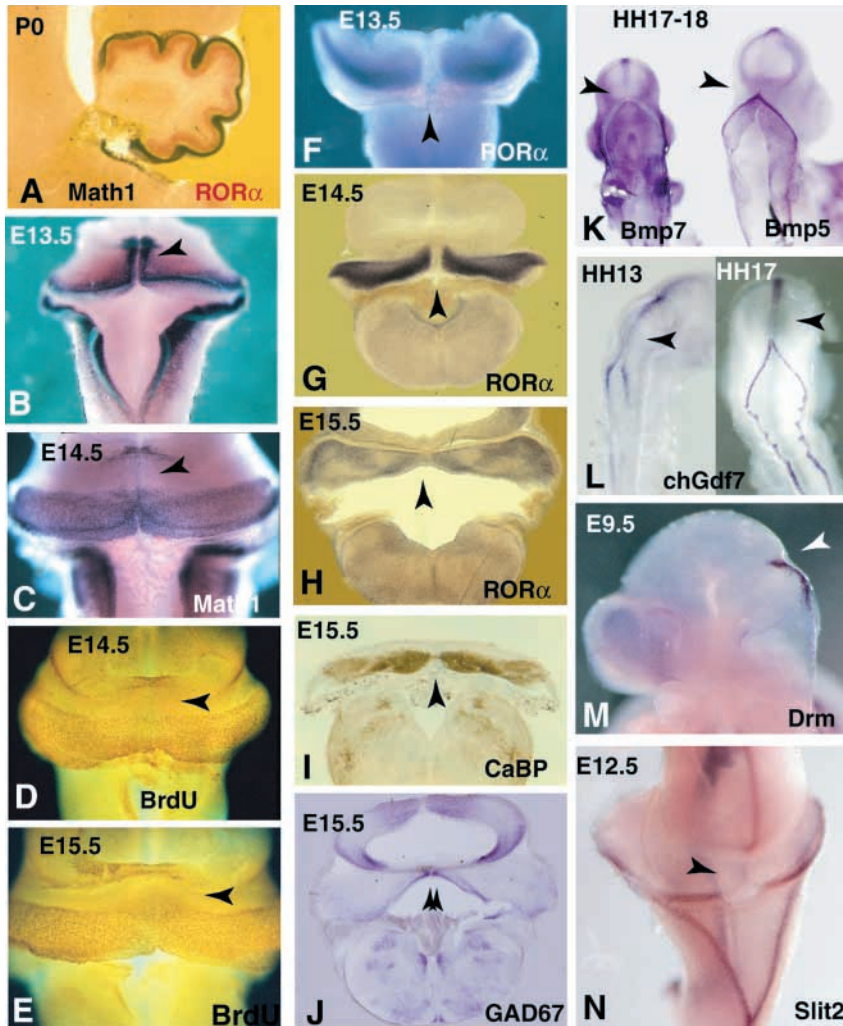 P0
A Math1 RORα
E13.5
B
E14.5
C Math1
E14.5
D BrdU
E15.5
E BrdU
E13.5
F RORα
E14.5
G RORα
E15.5
H RORα
E15.5
I CaBP
E15.5
J GAD67
HH17-18
K Bmp7 Bmp5
HH13 HH17
L chGdf7
E9.5
M Drm
E12.5
N Slit2